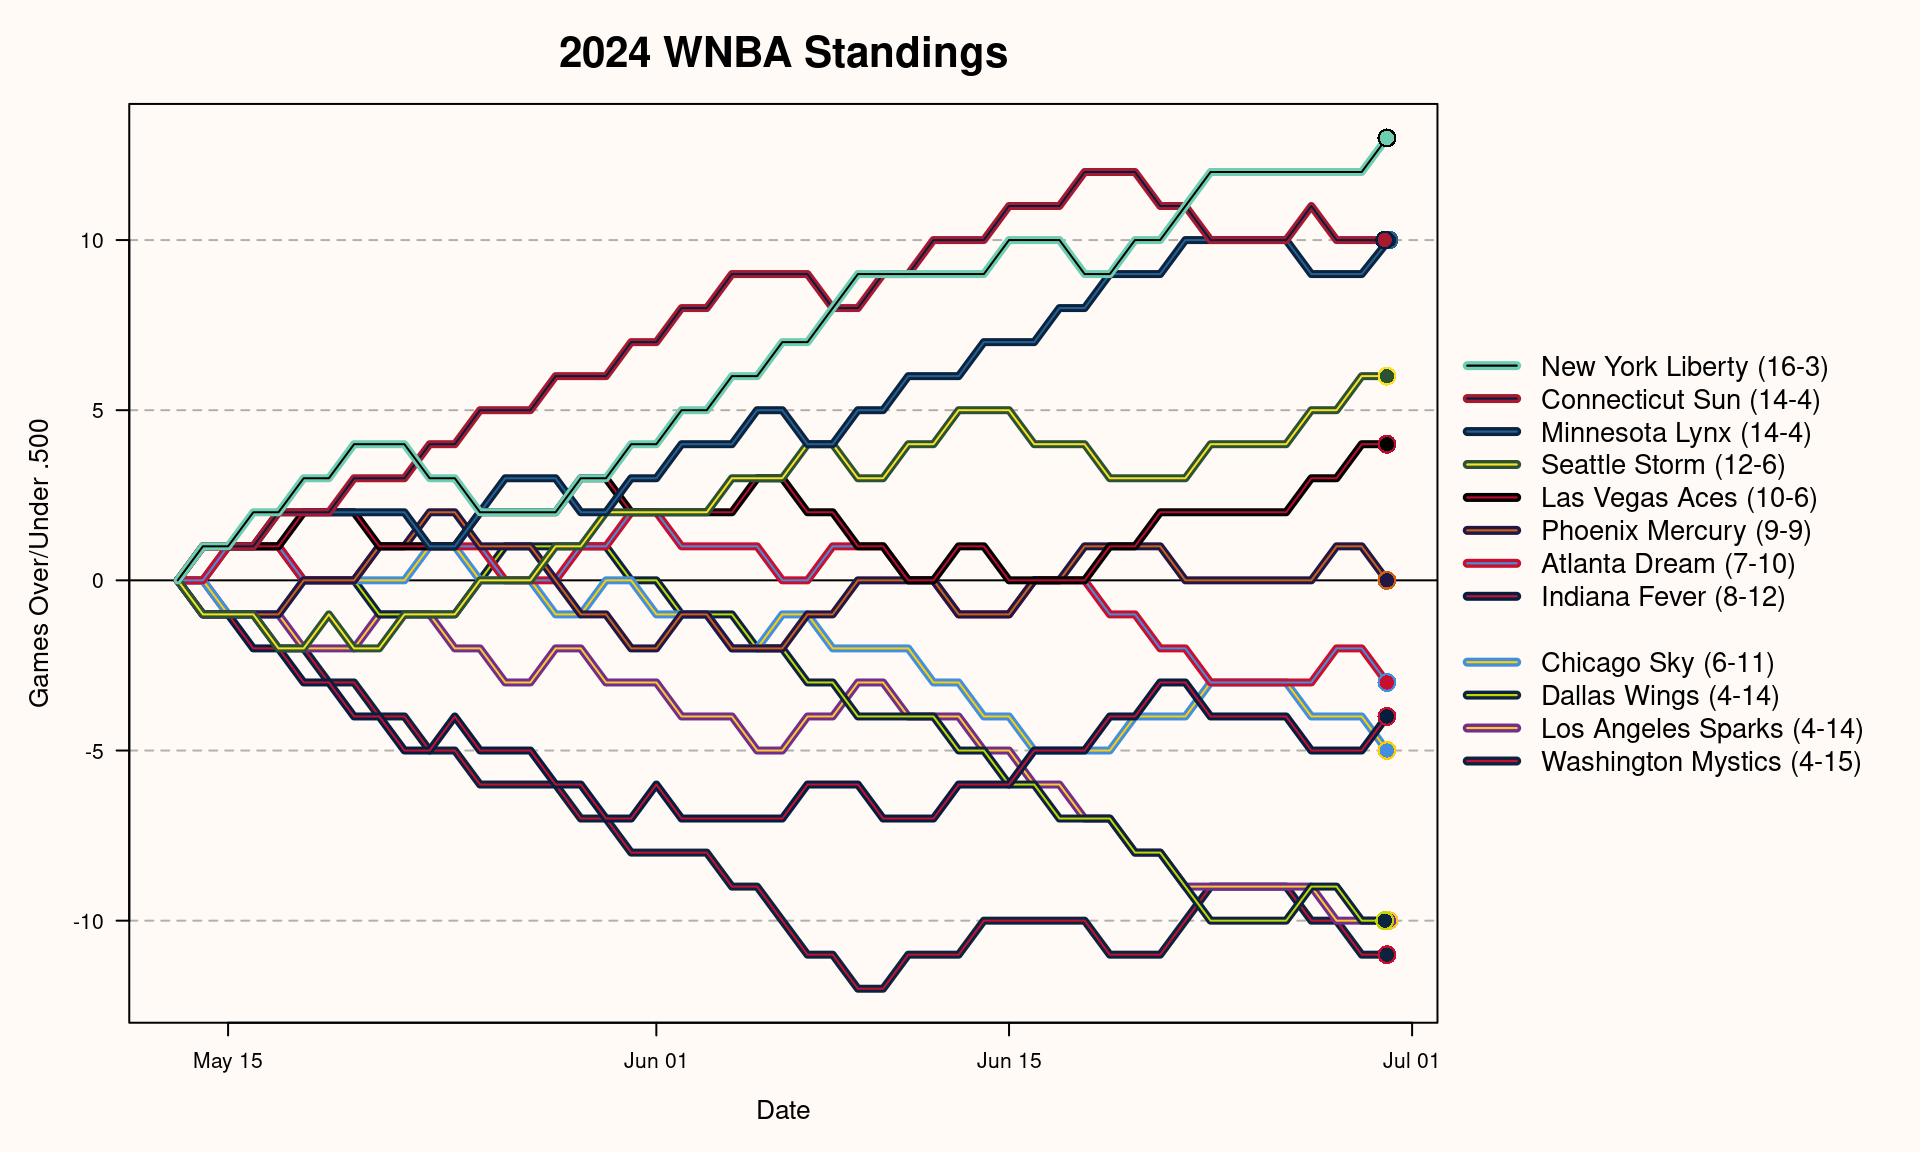 2024 WNBA Standings
Games Over/Under .500
10
5
0
-5
-10
May 15
Jun 01
Jun 15
Jul 01
Date
New York Liberty (16-3)
Connecticut Sun (14-4)
Minnesota Lynx (14-4)
Seattle Storm (12-6)
Las Vegas Aces (10-6)
Phoenix Mercury (9-9)
Atlanta Dream (7-10)
Indiana Fever (8-12)
Chicago Sky (6-11)
Dallas Wings (4-14)
Los Angeles Sparks (4-14)
Washington Mystics (4-15)